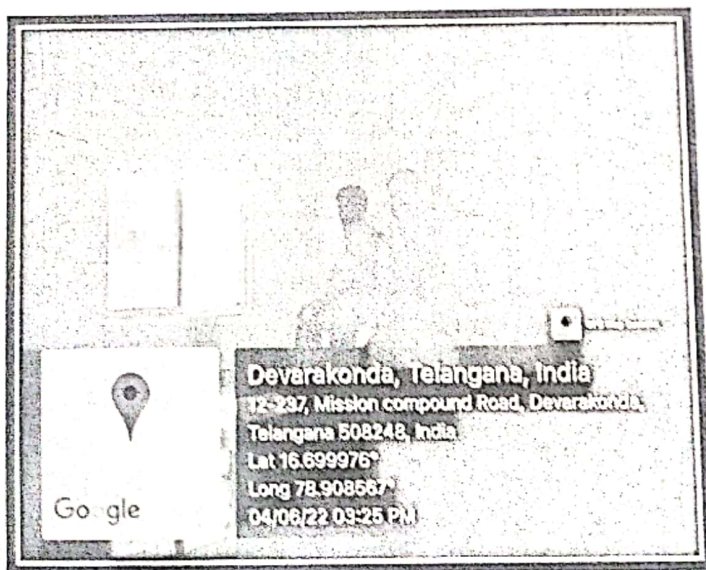 Devarakonda, Telangana, India
12-297, Mission compound Road, Devarakonda,
Telangana 508248, India
Lat 16.699976°
Long 78.908567°
04/06/22 03:25 PM
Google